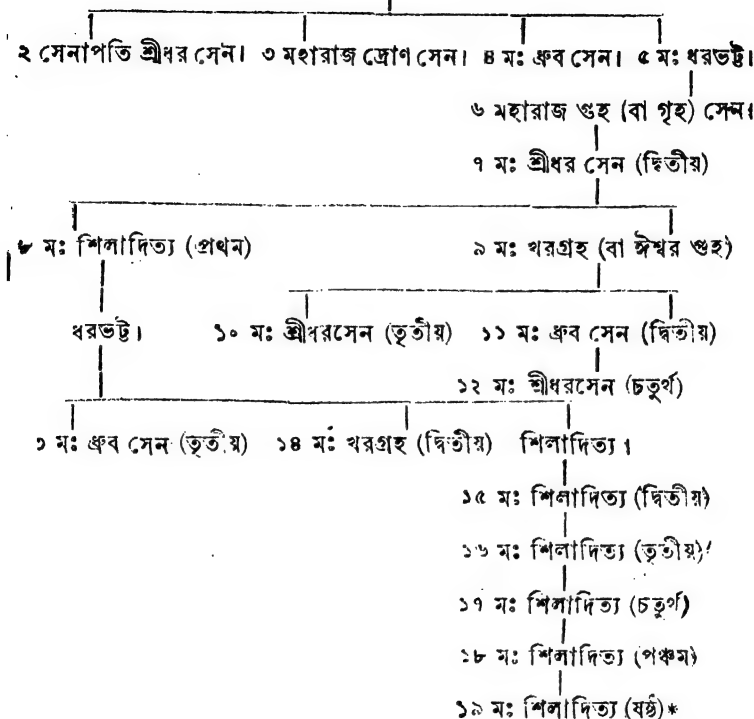 ২ সেনাপতি শ্রীধর সেন। ৩ মহারাজ দ্রোণ সেন। ৪ মঃ ধ্রুব সেন। ৫ মঃ ধরভট্ট।
৬ মহারাজ গুহ (বা গৃহ) সেন।
৭ মঃ শ্রীধর সেন (দ্বিতীয়)
৮ মঃ শিলাদিত্য (প্রথম) ৯ মঃ খরগ্রহ (বা ঈশ্বর গুহ)
ধরভট্ট। ১০ মঃ শ্রীধরসেন (তৃতীয়) ১১ মঃ ধ্রুব সেন (দ্বিতীয়)
১২ মঃ শ্রীধরসেন (চতুর্থ)
৩ মঃ ধ্রুব সেন (তৃতীয়) ১৪ মঃ খরগ্রহ (দ্বিতীয়) শিলাদিত্য।
১৫ মঃ শিলাদিত্য (দ্বিতীয়)
১৬ মঃ শিলাদিত্য (তৃতীয়)
১৭ মঃ শিলাদিত্য (চতুর্থ)
১৮ মঃ শিলাদিত্য (পঞ্চম)
১৯ মঃ শিলাদিত্য (ষষ্ঠ)*